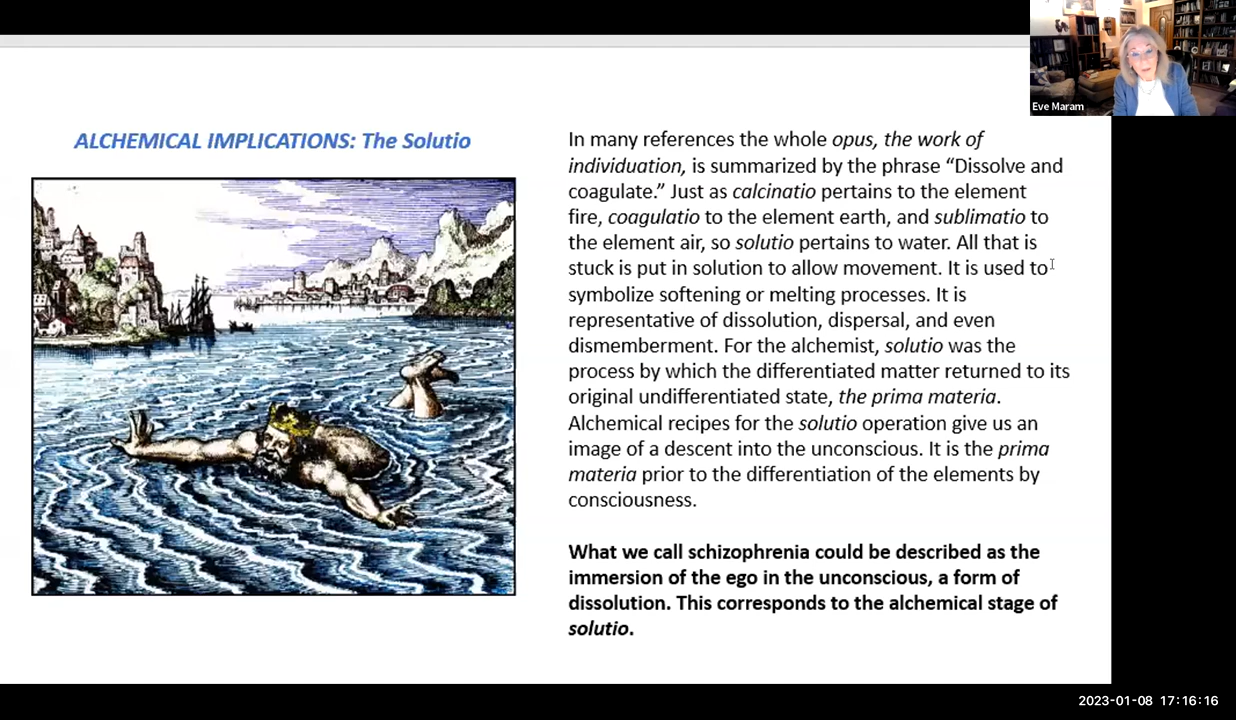 Eve Maram
ALCHEMICAL IMPLICATIONS: The Solutio
In many references the whole opus, the work of
individuation, is summarized by the phrase “Dissolve and
coagulate.” Just as calcinatio pertains to the element
fire, coagulatio to the element earth, and sublimatio to
the element air, so solutio pertains to water. All that is
stuck is put in solution to allow movement. It is used to
symbolize softening or melting processes. It is
representative of dissolution, dispersal, and even
dismemberment. For the alchemist, solutio was the
process by which the differentiated matter returned to its
original undifferentiated state, the prima materia.
Alchemical recipes for the solutio operation give us an
image of a descent into the unconscious. It is the prima
materia prior to the differentiation of the elements by
consciousness.
What we call schizophrenia could be described as the
immersion of the ego in the unconscious, a form of
dissolution. This corresponds to the alchemical stage of
solutio.
2023-01-08 17:16:16